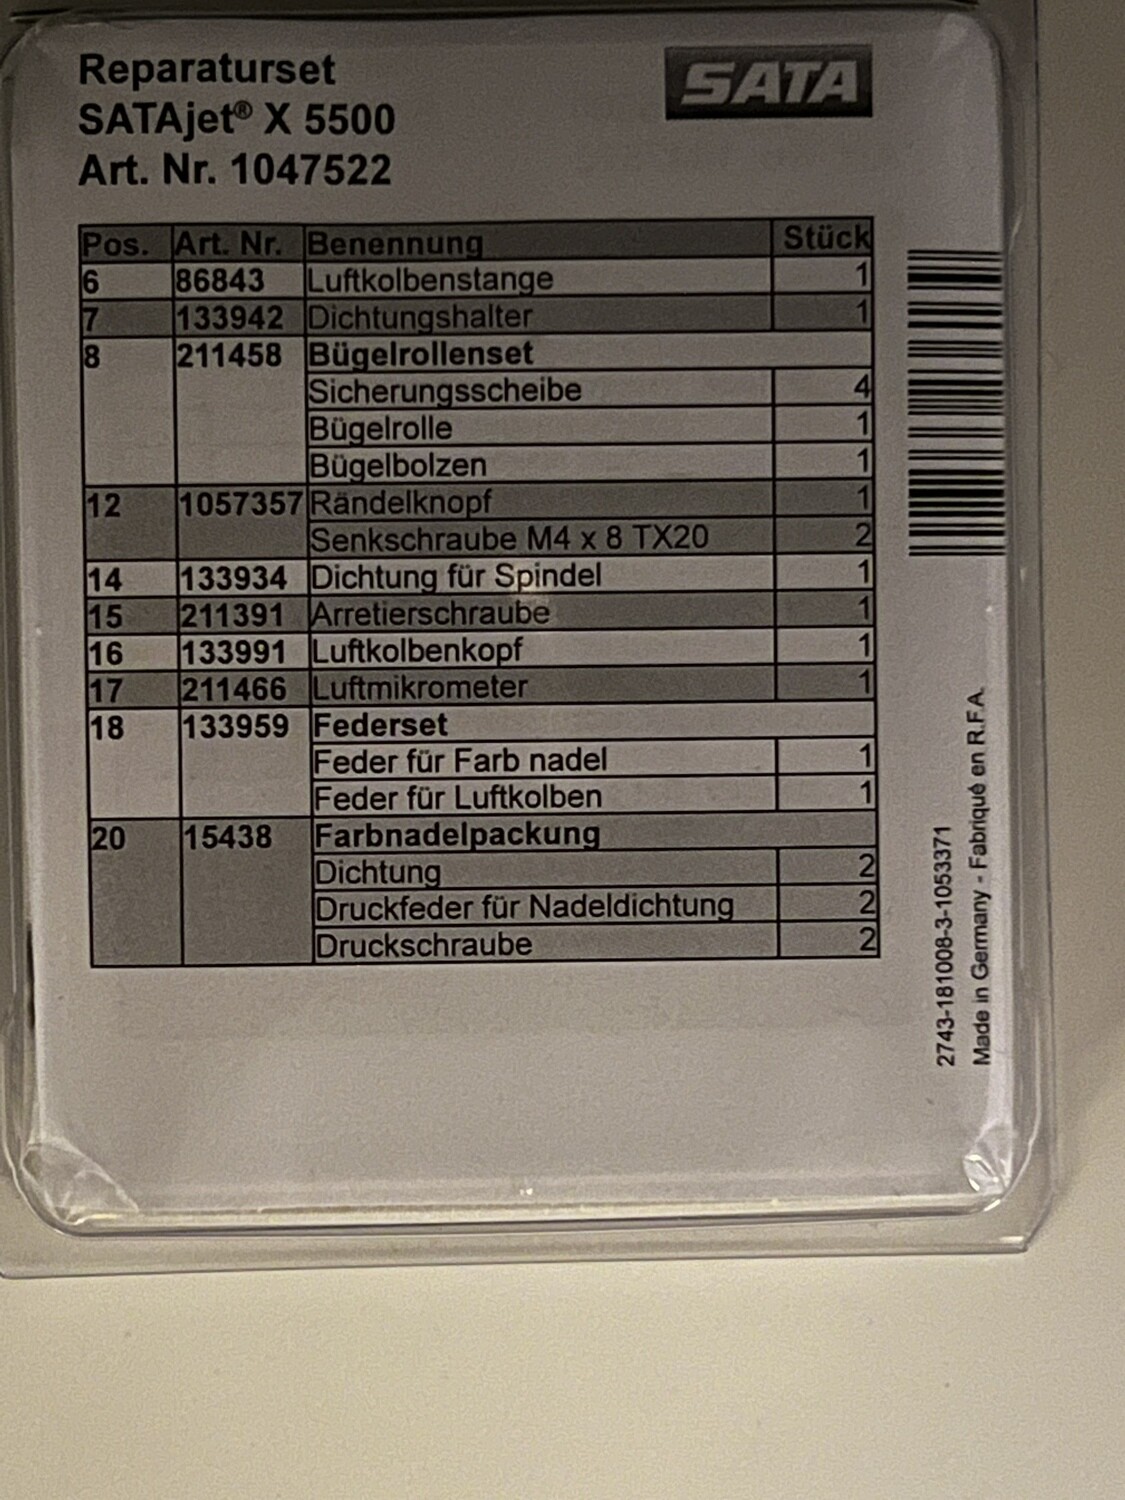 Reparaturset
SATAjet® X 5500
Art. Nr. 1047522
SATA
Pos. Art. Nr. Benennung Stück
6 86843 Luftkolbenstange 1
7 133942 Dichtungshalter 1
8 211458 Bügelrollenset
Sicherungsscheibe 4
Bügelrolle 1
Bügelbolzen 1
12 1057357 Rändelknopf 1
Senkschraube M4 x 8 TX20 2
14 133934 Dichtung für Spindel 1
15 211391 Arretierschraube 1
16 133991 Luftkolbenkopf 1
17 211466 Luftmikrometer 1
18 133959 Federset
Feder für Farb nadel 1
Feder für Luftkolben 1
20 15438 Farbnadelpackung
Dichtung 2
Druckfeder für Nadeldichtung 2
Druckschraube 2
2743-181008-3-1053371
Made in Germany - Fabriqué en R.F.A.